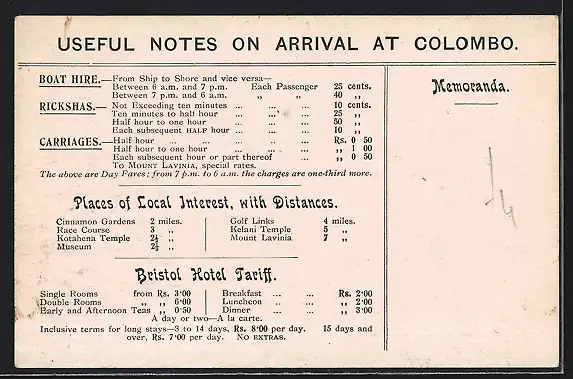 USEFUL NOTES ON ARRIVAL AT COLOMBO.
BOAT HIRE.—From Ship to Shore and vice versa—
Between 6 a.m. and 7 p.m. Each Passenger 25 cents.
Between 7 p.m. and 6 a.m. „ „ 40 „
RICKSHAS.— Not Exceeding ten minutes ... ... ... 10 cents.
Ten minutes to half hour ... ... ... 25 „
Half hour to one hour ... ... ... 50 „
Each subsequent HALF hour ... ... ... 10 „
CARRIAGES.—Half hour ... ... ... ... Rs. 0 50
Half hour to one hour ... ... ... „ 1 00
Each subsequent hour or part thereof ... „ 0 50
To MOUNT LAVINIA, special rates.
The above are Day Fares; from 7 p.m. to 6 a.m. the charges are one-third more.
Places of Local Interest, with Distances.
Cinnamon Gardens 2 miles.
Race Course 3 „
Kotahena Temple 2½ „
Museum 2½ „
Golf Links 4 miles.
Kelani Temple 5 „
Mount Lavinia 7 „
Bristol Hotel Tariff.
Single Rooms from Rs. 3·00
Double Rooms „ „ 6·00
Early and Afternoon Teas „ 0·50
Breakfast ... ... Rs. 2·00
Luncheon ... ... „ 2·00
Dinner ... ... „ 3·00
A day or two—A la carte.
Inclusive terms for long stays—3 to 14 days, Rs. 8·00 per day. 15 days and
over, Rs. 7·00 per day. NO EXTRAS.
Memoranda.